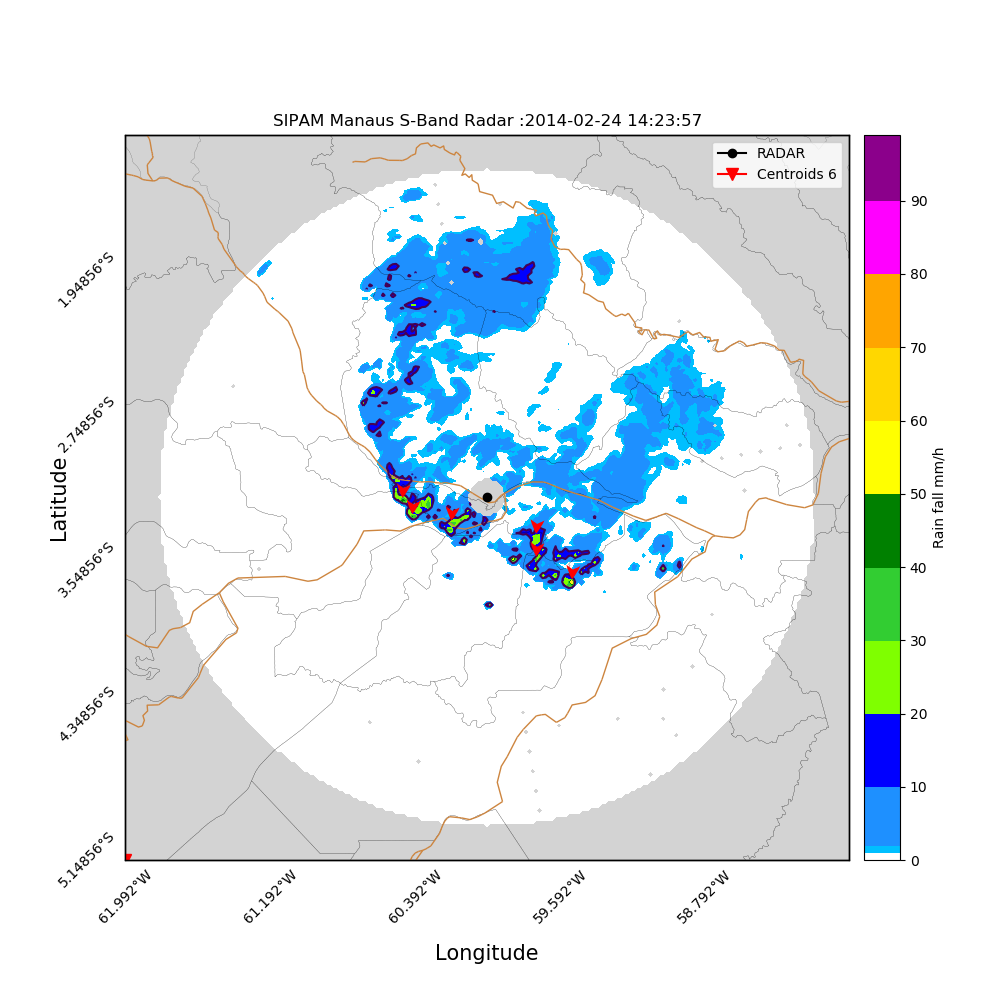 SIPAM Manaus S-Band Radar :2014-02-24 14:23:57
RADAR
Centroids 6
90
80
70
60
50
40
30
20
10
0
Rain fall mm/h
Latitude
1.94856°S
2.74856°S
3.54856°S
4.34856°S
5.14856°S
61.992°W
61.192°W
60.392°W
59.592°W
58.792°W
Longitude